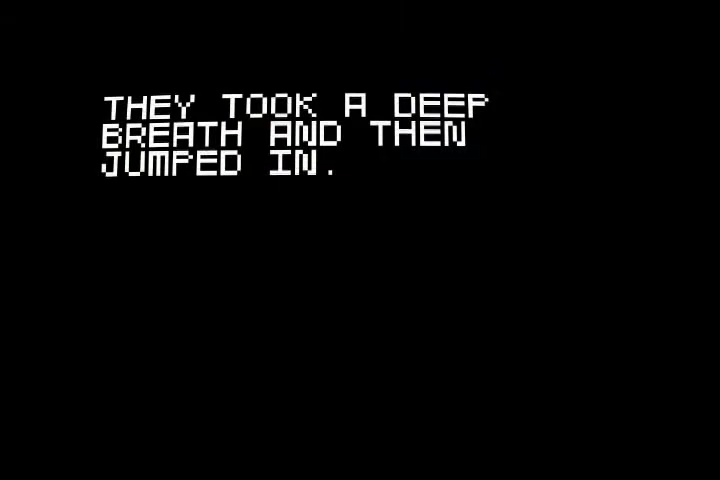 THEY TOOK A DEEP
BREATH AND THEN
JUMPED IN.